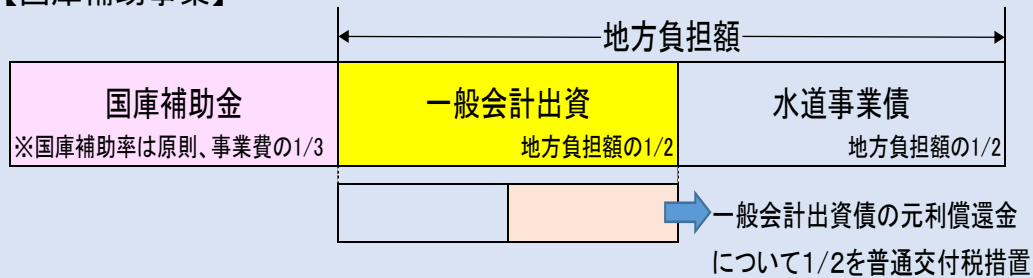 【国庫補助事業】
地方負担額
国庫補助金
※国庫補助率は原則、事業費の1/3
一般会計出資
地方負担額の1/2
水道事業債
地方負担額の1/2
一般会計出資債の元利償還金
について1/2を普通交付税措置